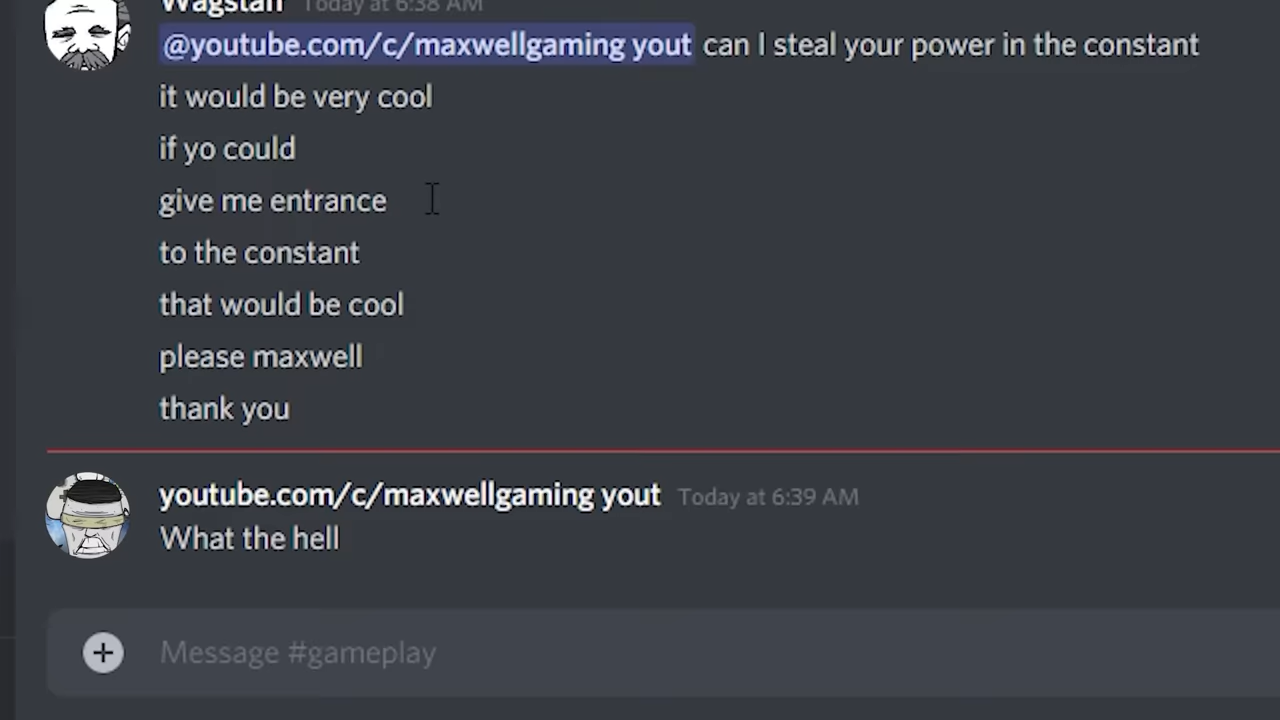 Wagstaff Today at 6:38 AM
@youtube.com/c/maxwellgaming yout can I steal your power in the constant
it would be very cool
if yo could
give me entrance
to the constant
that would be cool
please maxwell
thank you
youtube.com/c/maxwellgaming yout Today at 6:39 AM
What the hell
Message #gameplay